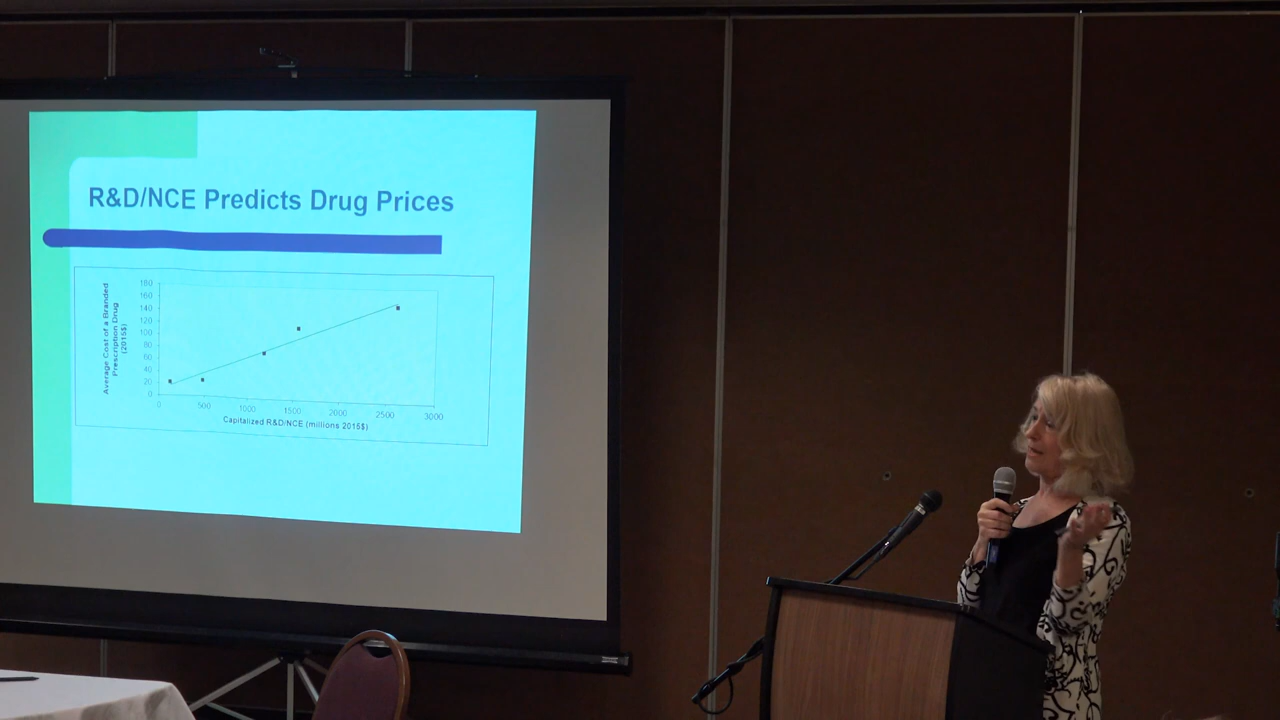 R&D/NCE Predicts Drug Prices
Average Cost of a Branded
Prescription Drug
(2015$)
180
160
140
120
100
80
60
40
20
0
0 500 1000 1500 2000 2500 3000
Capitalized R&D/NCE (millions 2015$)